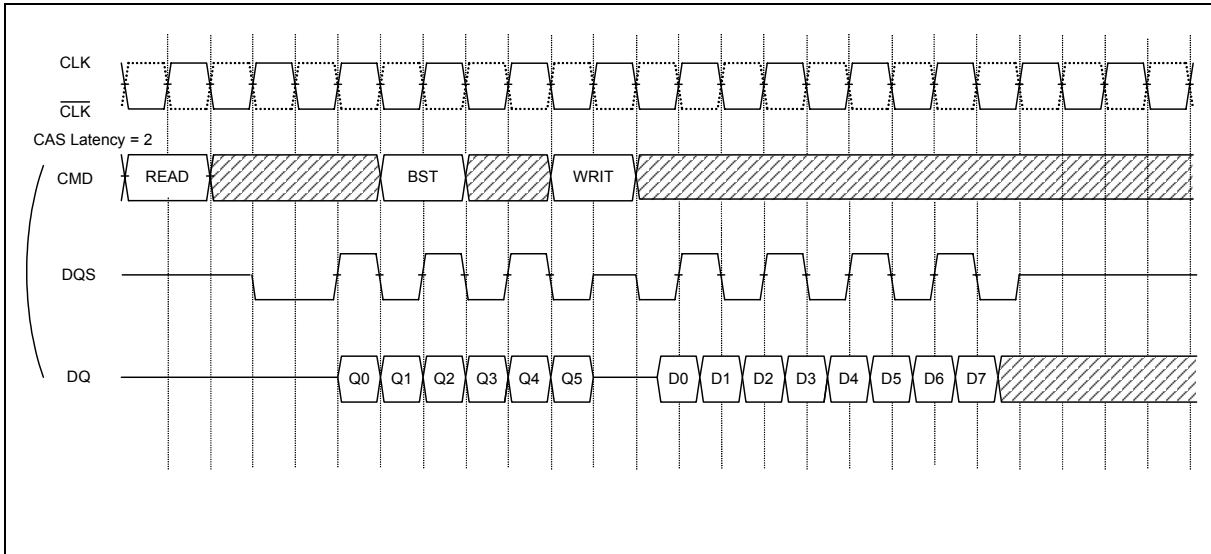 CLK
CLK
CAS Latency = 2
CMD READ BST WRIT
DQS
DQ Q0 Q1 Q2 Q3 Q4 Q5 D0 D1 D2 D3 D4 D5 D6 D7